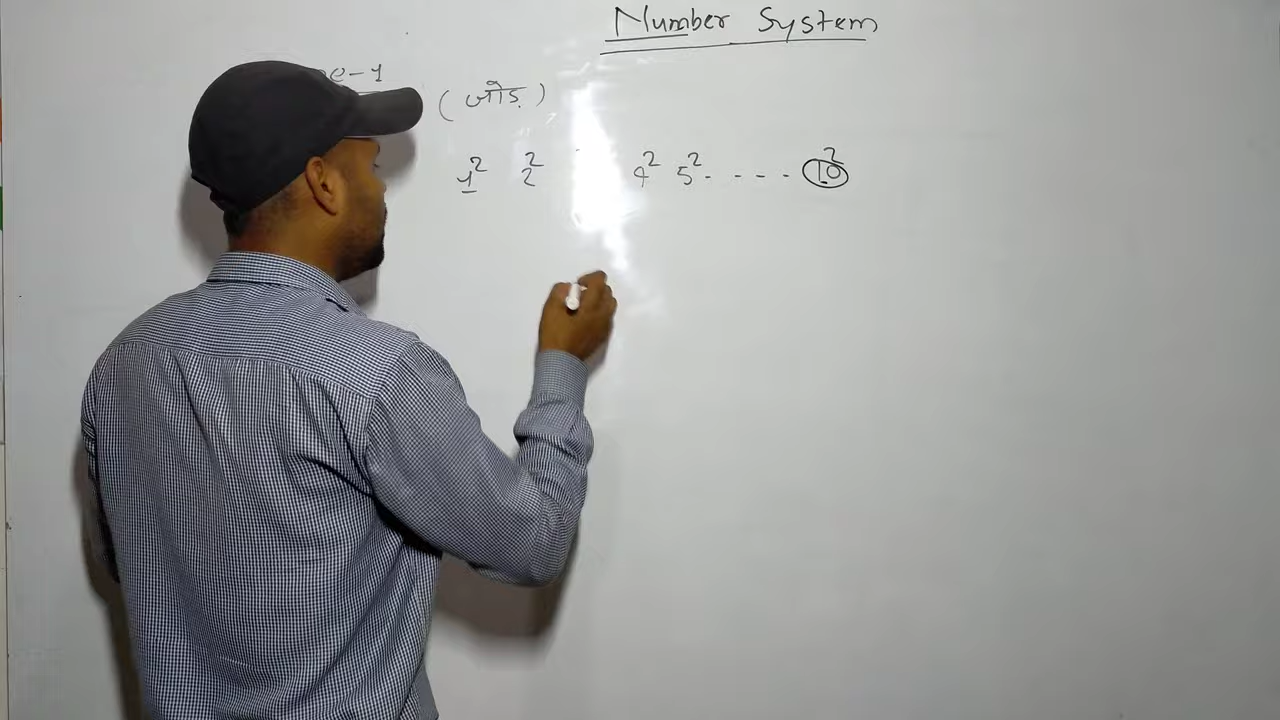 Number System
e-1
(जोड़)
1² 2² 4² 5² - - - - 10²